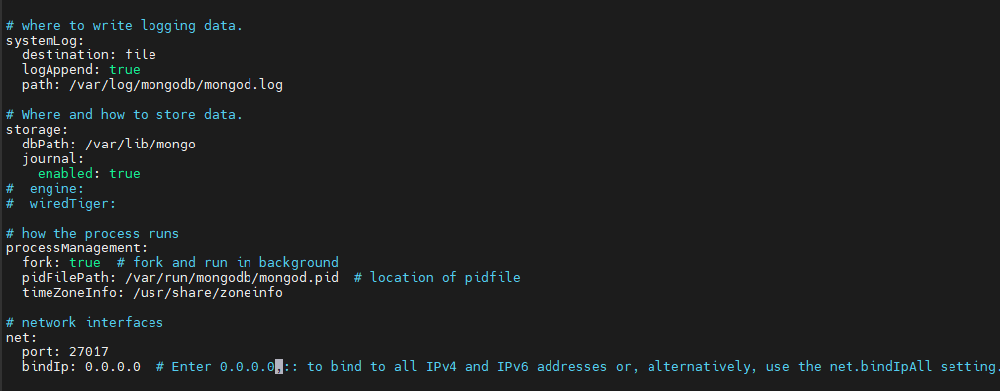 # where to write logging data.
systemLog:
  destination: file
  logAppend: true
  path: /var/log/mongodb/mongod.log
# Where and how to store data.
storage:
  dbPath: /var/lib/mongo
  journal:
    enabled: true
#  engine:
#  wiredTiger:
# how the process runs
processManagement:
  fork: true  # fork and run in background
  pidFilePath: /var/run/mongodb/mongod.pid  # location of pidfile
  timeZoneInfo: /usr/share/zoneinfo
# network interfaces
net:
  port: 27017
  bindIp: 0.0.0.0  # Enter 0.0.0.0,:: to bind to all IPv4 and IPv6 addresses or, alternatively, use the net.bindIpAll setting.